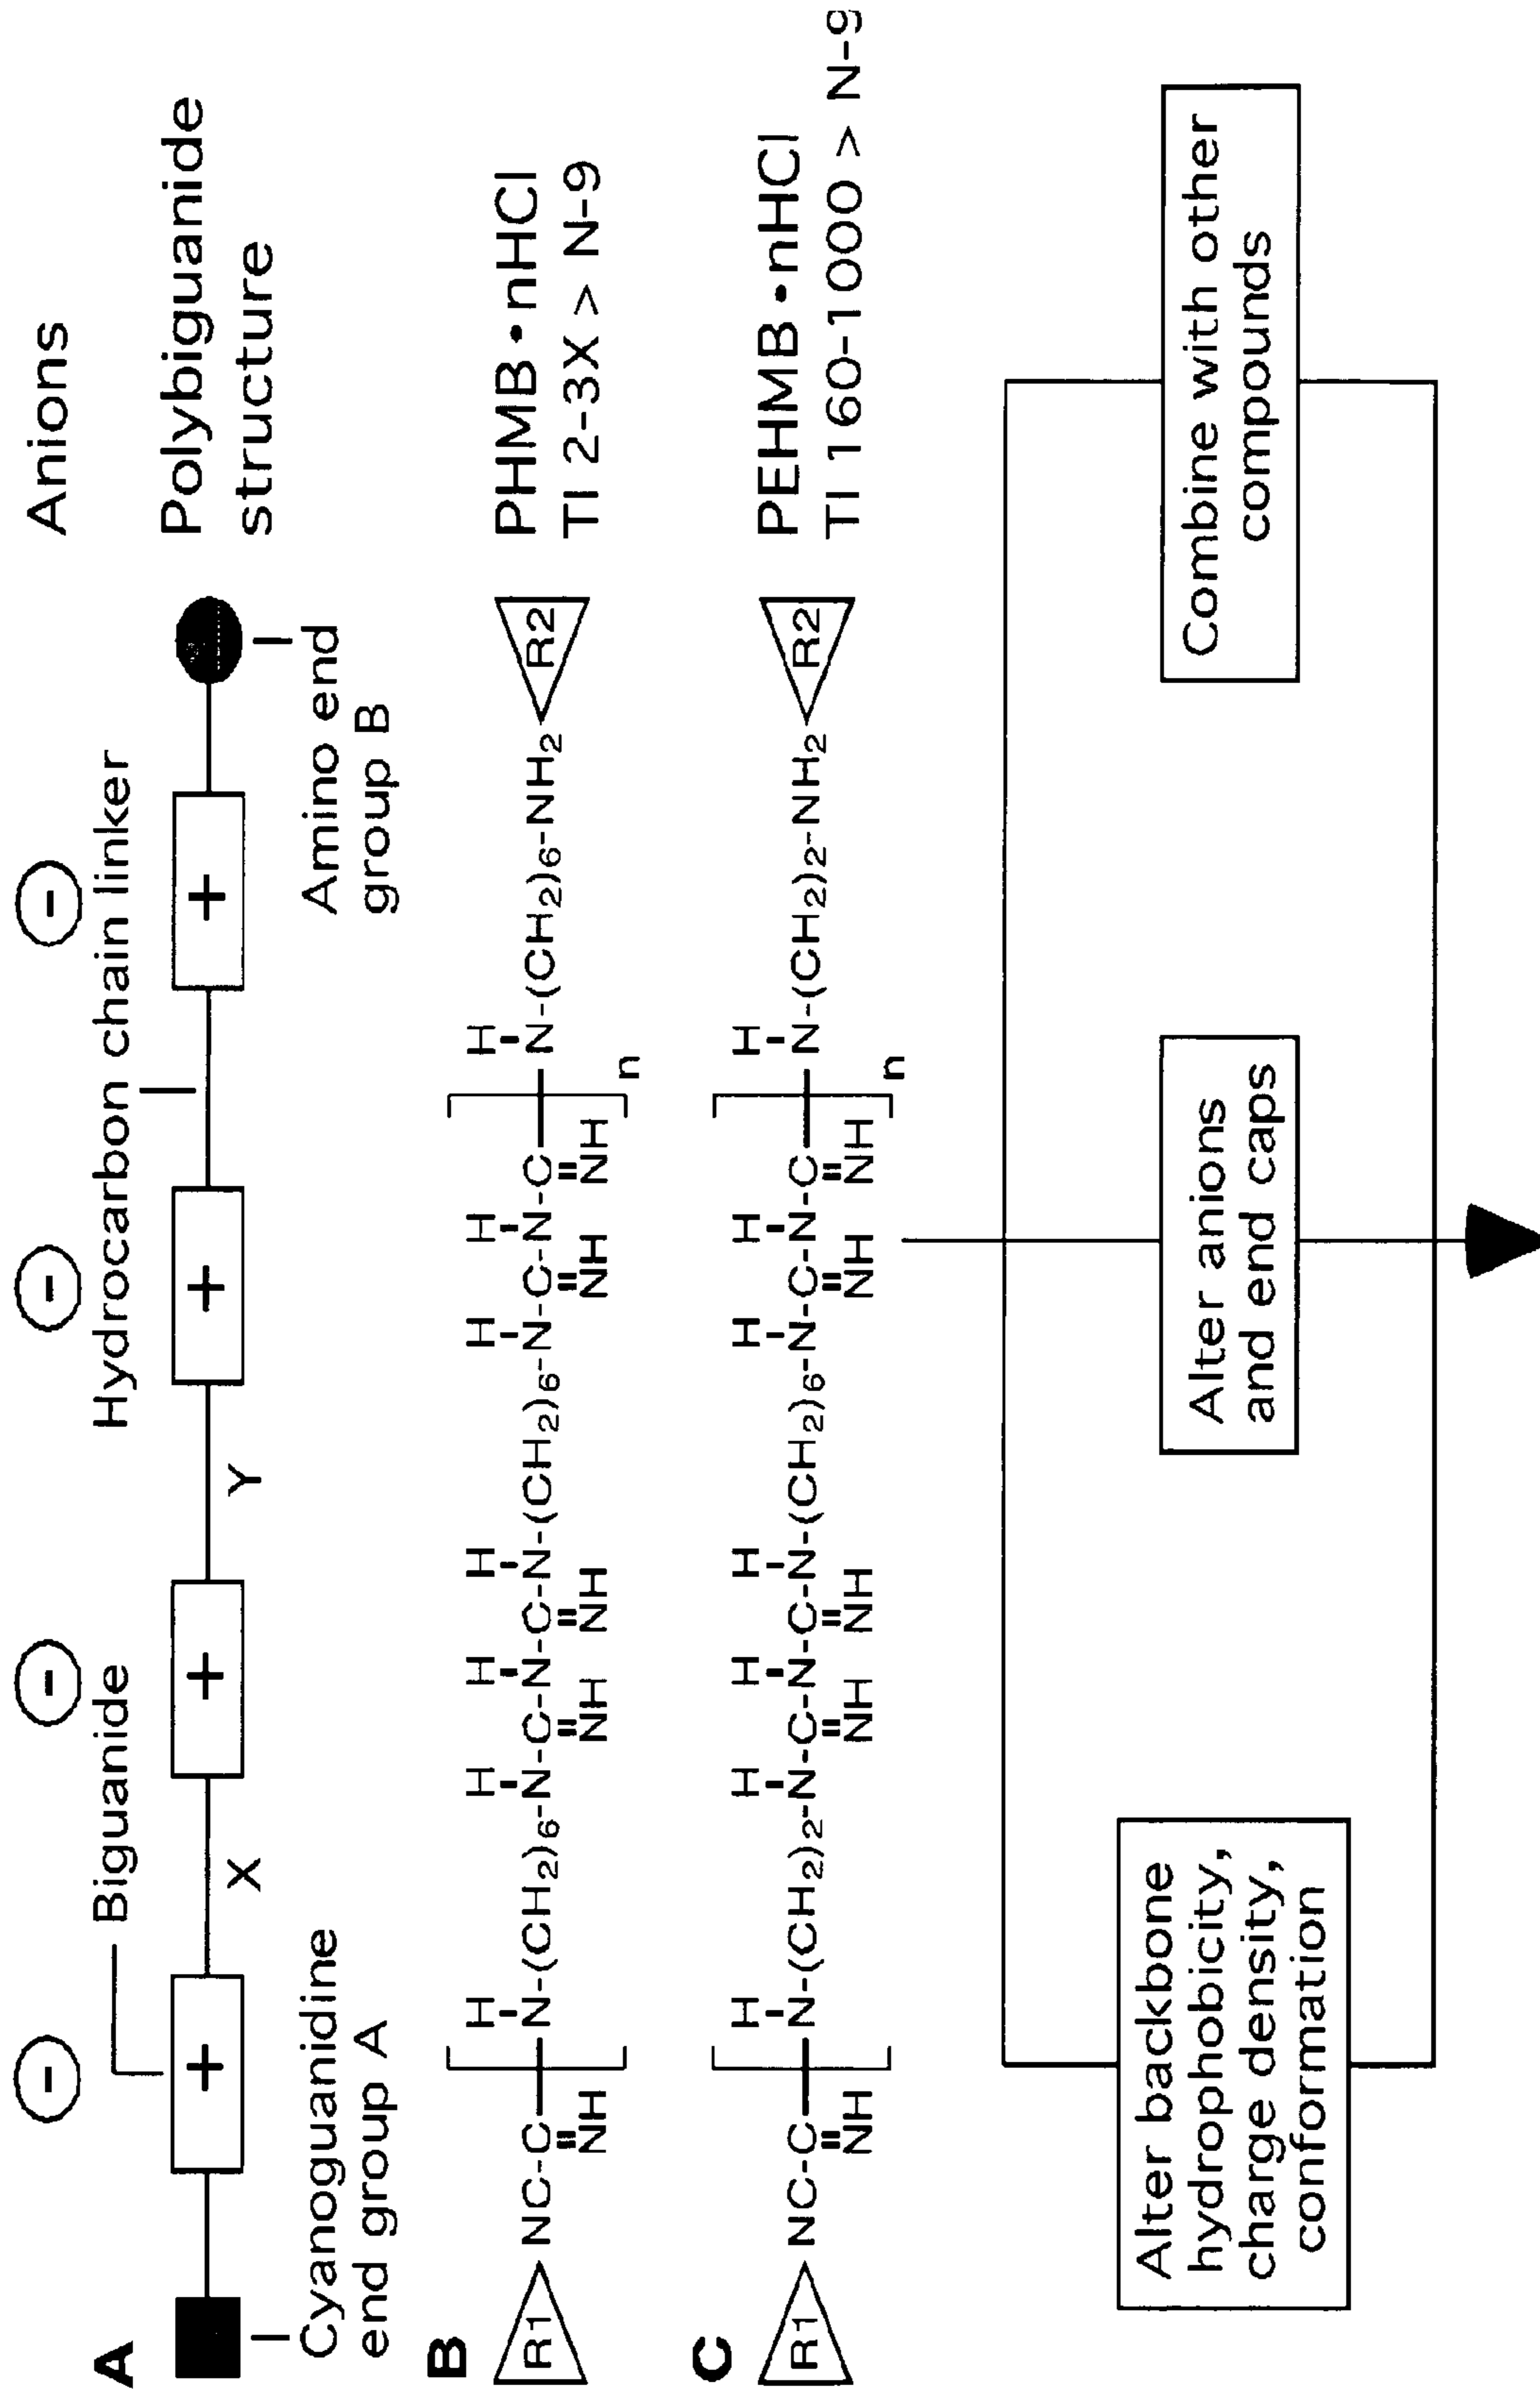 A
Anions
Biguanide
Hydrocarbon chain linker
Polybiguanide
structure
X
Y
Cyanoguanidine
end group A
Amino end
group B
B
R1 NC-C-N-(CH2)6-N-C-N-C-N-(CH2)6-N-C-N-C-N-(CH2)6-NH2 R2
H H H H H H H
NH NH NH NH NH
n
PHMB•nHCl
TI 2-3X > N-9
C
R1 NC-C-N-(CH2)2-N-C-N-C-N-(CH2)6-N-C-N-C-N-(CH2)2-NH2 R2
H H H H H H H
NH NH NH NH NH
n
PEHMB•nHCl
TI 160-1000 > N-9
Alter backbone
hydrophobicity,
charge density,
conformation
Alter anions
and end caps
Combine with other
compounds